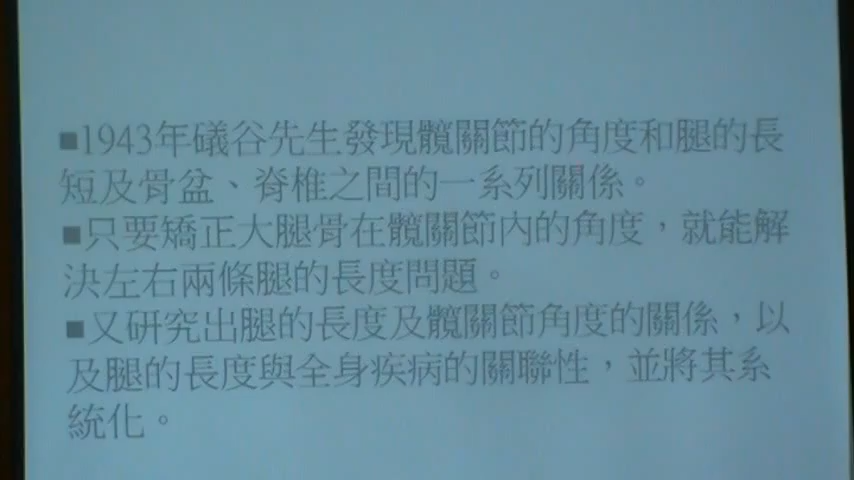 ■1943年礒谷先生發現髖關節的角度和腿的長
短及骨盆、脊椎之間的一系列關係。
■只要矯正大腿骨在髖關節內的角度，就能解
決左右兩條腿的長度問題。
■又研究出腿的長度及髖關節角度的關係，以
及腿的長度與全身疾病的關聯性，並將其系
統化。